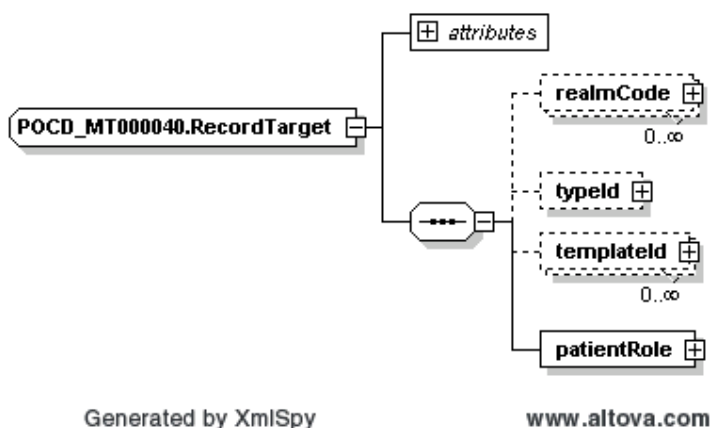 attributes
realmCode
0..∞
POCD_MT000040.RecordTarget
typeId
templateId
0..∞
patientRole
Generated by XmlSpy
www.altova.com